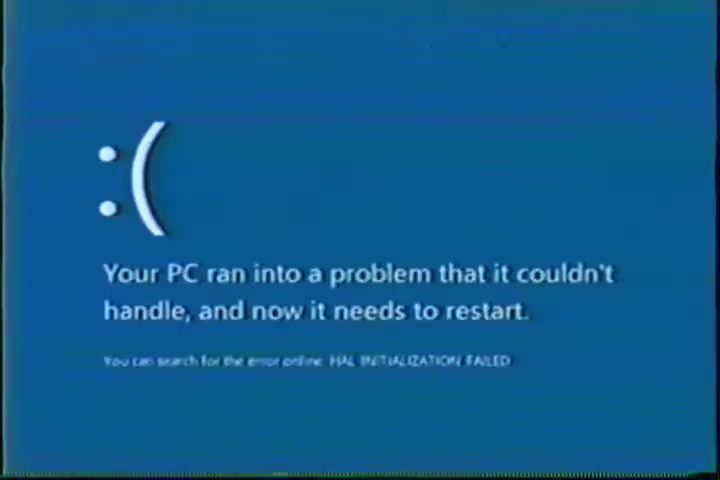 :(
Your PC ran into a problem that it couldn't
handle, and now it needs to restart.
You can search for the error online: HAL INITIALIZATION FAILED